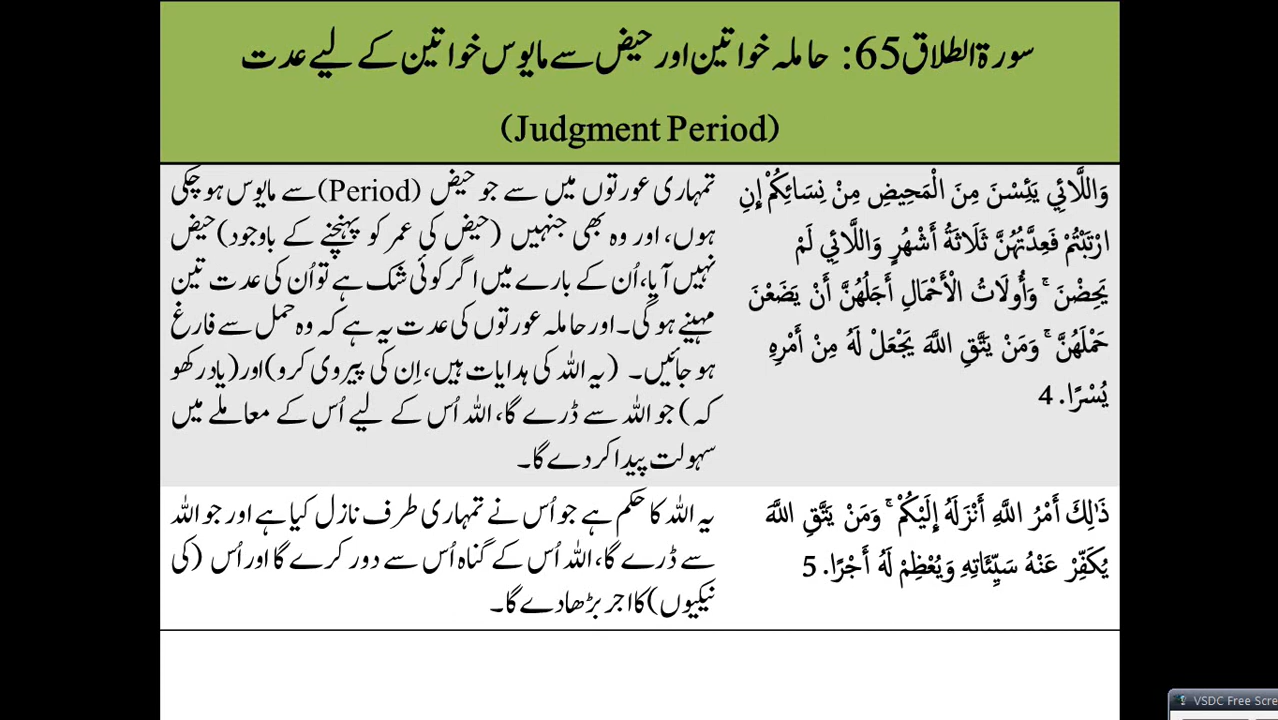 سورۃ الطلاق65: حاملہ خواتین اور حیض سے مایوس خواتین کے لیے عدت
(Judgment Period)
وَاللَّائِي يَئِسْنَ مِنَ الْمَحِيضِ مِنْ نِسَائِكُمْ إِنِ
ارْتَبْتُمْ فَعِدَّتُهُنَّ ثَلَاثَةُ أَشْهُرٍ وَاللَّائِي لَمْ
يَحِضْنَ ۚ وَأُولَاتُ الْأَحْمَالِ أَجَلُهُنَّ أَنْ يَضَعْنَ
حَمْلَهُنَّ ۚ وَمَنْ يَتَّقِ اللَّهَ يَجْعَلْ لَهُ مِنْ أَمْرِهِ
يُسْرًا. 4
تمہاری عورتوں میں سے جو حیض (Period) سے مایوس ہو چکی
ہوں، اور وہ بھی جنہیں (حیض کی عمر کو پہنچنے کے باوجود) حیض
نہیں آیا، اُن کے بارے میں اگر کوئی شک ہے تو اُن کی عدت تین
مہینے ہو گی۔ اور حاملہ عورتوں کی عدت یہ ہے کہ وہ حمل سے فارغ
ہو جائیں۔ (یہ اللہ کی ہدایات ہیں، اِن کی پیروی کرو) اور (یاد رکھو
کہ) جو اللہ سے ڈرے گا، اللہ اُس کے لیے اُس کے معاملے میں
سہولت پیدا کر دے گا۔
ذَٰلِكَ أَمْرُ اللَّهِ أَنْزَلَهُ إِلَيْكُمْ ۚ وَمَنْ يَتَّقِ اللَّهَ
يُكَفِّرْ عَنْهُ سَيِّئَاتِهِ وَيُعْظِمْ لَهُ أَجْرًا. 5
یہ اللہ کا حکم ہے جو اُس نے تمہاری طرف نازل کیا ہے اور جو اللہ
سے ڈرے گا، اللہ اُس کے گناہ اُس سے دور کرے گا اور اُس (کی
نیکیوں) کا اجر بڑھا دے گا۔
VSDC Free Scre